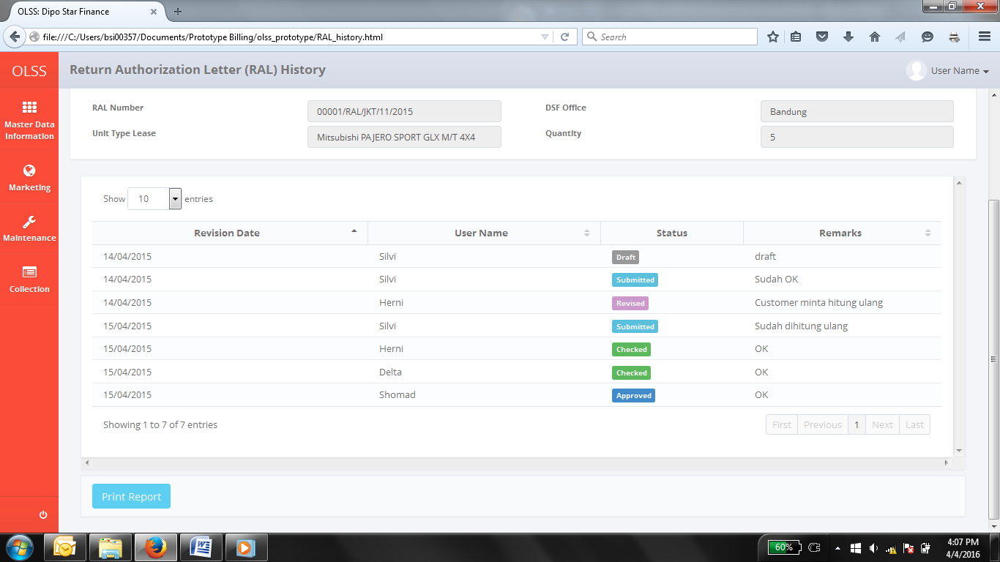 OLSS: Dipo Star Finance
file:///C:/Users/bsi00357/Documents/Prototype Billing/olss_prototype/RAL_history.html
Search
OLSS
Return Authorization Letter (RAL) History
User Name
Master Data
Information
Marketing
Maintenance
Collection
RAL Number
00001/RAL/JKT/11/2015
DSF Office
Bandung
Unit Type Lease
Mitsubishi PAJERO SPORT GLX M/T 4X4
Quantity
5
Show 10 entries
Revision Date User Name Status Remarks
14/04/2015 Silvi Draft draft
14/04/2015 Silvi Submitted Sudah OK
14/04/2015 Herni Revised Customer minta hitung ulang
15/04/2015 Silvi Submitted Sudah dihitung ulang
15/04/2015 Herni Checked OK
15/04/2015 Delta Checked OK
15/04/2015 Shomad Approved OK
Showing 1 to 7 of 7 entries
First Previous 1 Next Last
Print Report
60%
4:07 PM
4/4/2016